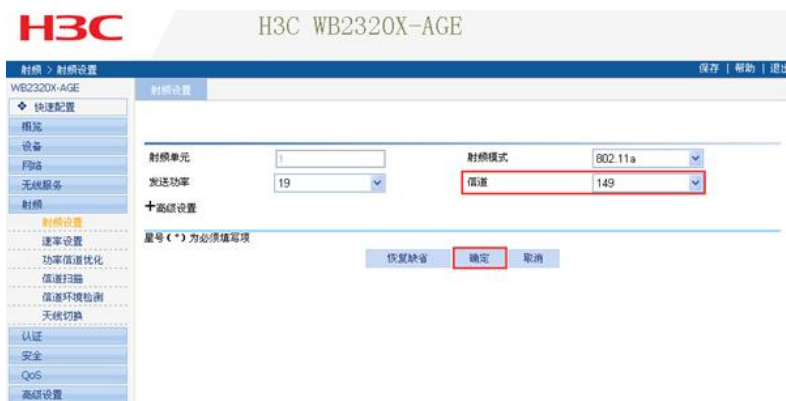 H3C
H3C WB2320X-AGE
射频 > 射频设置
保存 | 帮助 | 退出
WB2320X-AGE
射频设置
快速配置
概览
设备
网络
无线服务
射频
射频设置
速率设置
功率信道优化
信道扫描
信道环境检测
天线切换
认证
安全
QoS
高级设置
射频单元 1 射频模式 802.11a
发送功率 19 信道 149
+高级设置
星号(*)为必须填写项
恢复缺省 确定 取消